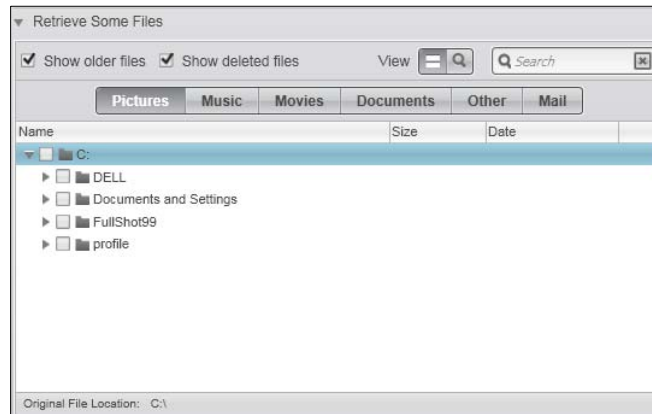 Retrieve Some Files
Show older files Show deleted files View Search
Pictures Music Movies Documents Other Mail
Name Size Date
C:
DELL
Documents and Settings
FullShot99
profile
Original File Location: C:\